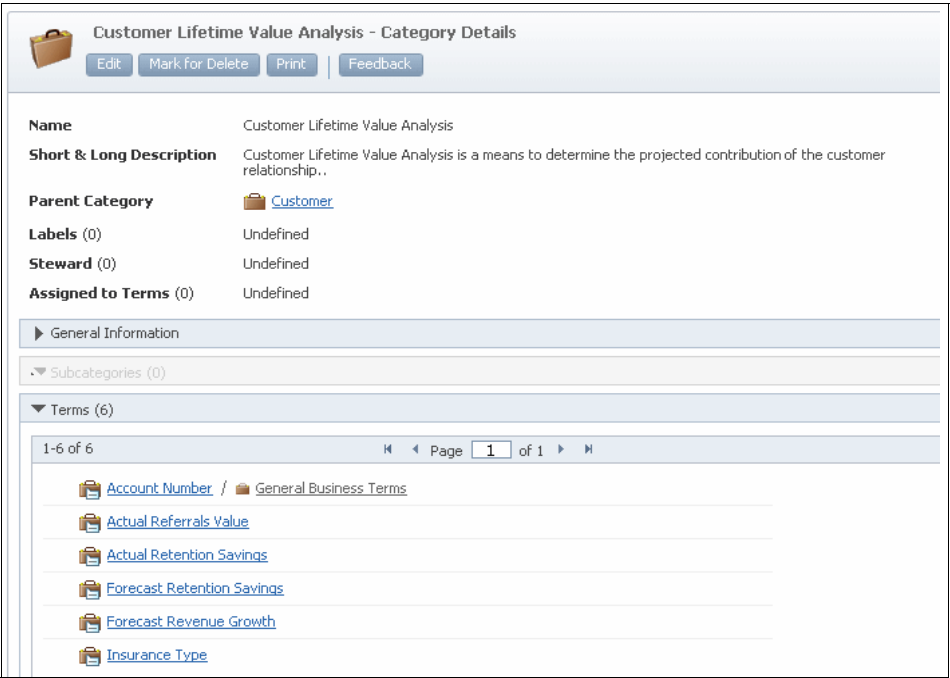 Customer Lifetime Value Analysis - Category Details
Edit Mark for Delete Print | Feedback
Name Customer Lifetime Value Analysis
Short & Long Description Customer Lifetime Value Analysis is a means to determine the projected contribution of the customer
relationship..
Parent Category Customer
Labels (0) Undefined
Steward (0) Undefined
Assigned to Terms (0) Undefined
General Information
Subcategories (0)
Terms (6)
1-6 of 6 Page 1 of 1
Account Number / General Business Terms
Actual Referrals Value
Actual Retention Savings
Forecast Retention Savings
Forecast Revenue Growth
Insurance Type